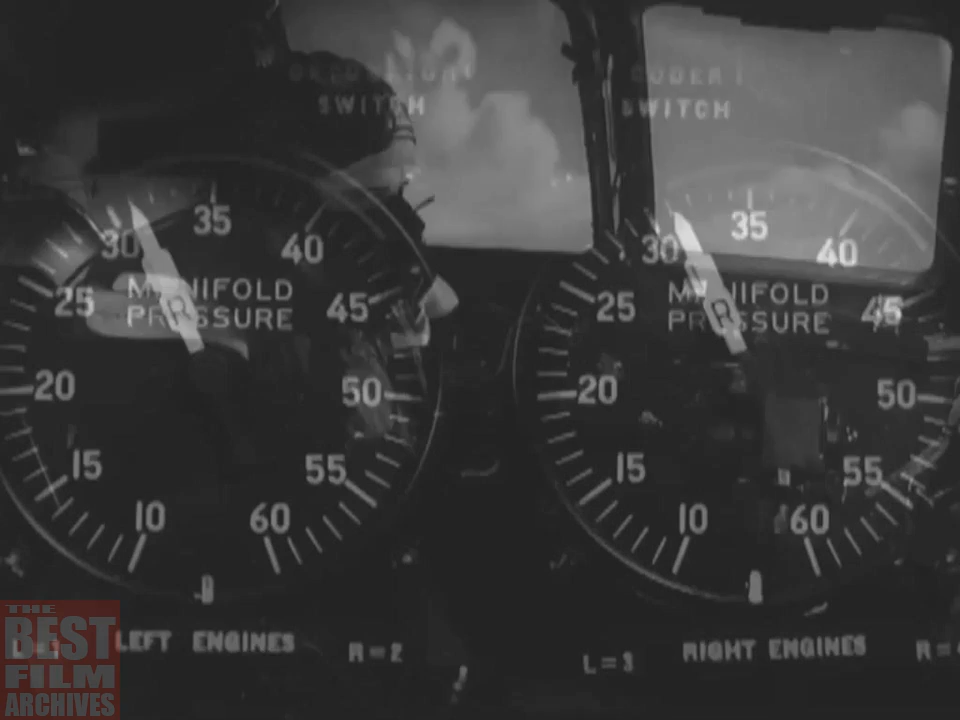 SWITCH
SWITCH
35
35
30
40
30
40
MANIFOLD
PRESSURE
MANIFOLD
PRESSURE
25
45
25
45
20
50
20
50
15
55
15
55
10
60
10
60
R
R
LEFT ENGINES
R=2
L=3
RIGHT ENGINES
THE
BEST
FILM
ARCHIVES